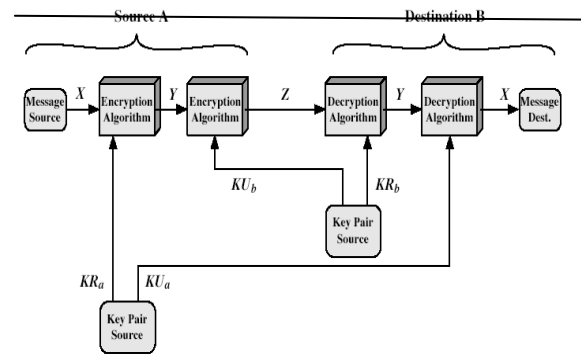 Source A
Destination B
Message
Source
X
Encryption
Algorithm
Y
Encryption
Algorithm
Z
Decryption
Algorithm
Y
Decryption
Algorithm
X
Message
Dest.
KUb
KRb
Key Pair
Source
KRa
KUa
Key Pair
Source